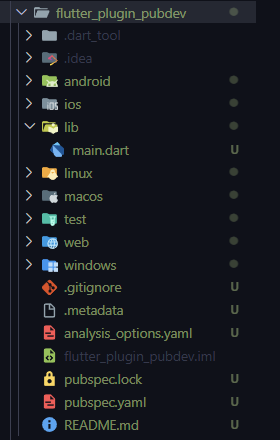 flutter_plugin_pubdev
.dart_tool
.idea
android
ios
lib
main.dart U
linux
macos
test
web
windows
.gitignore U
.metadata U
analysis_options.yaml U
flutter_plugin_pubdev.iml
pubspec.lock U
pubspec.yaml U
README.md U